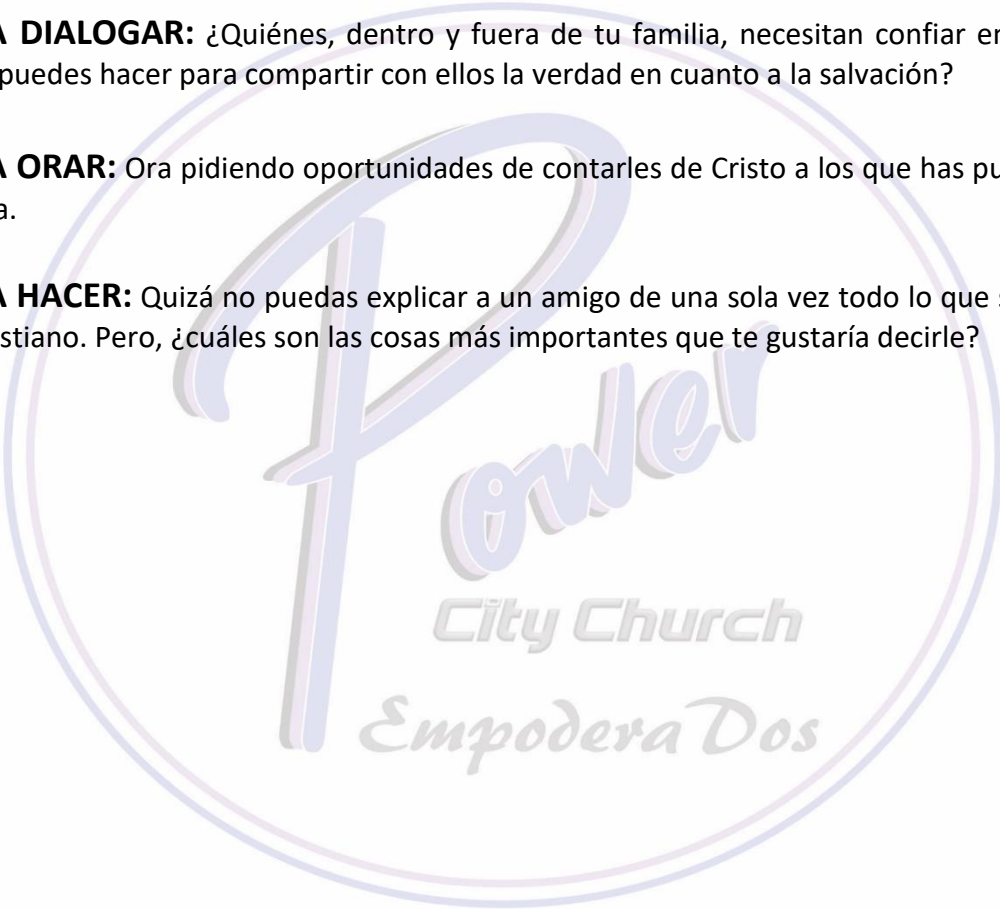 A DIALOGAR: ¿Quiénes, dentro y fuera de tu familia, necesitan confiar en
puedes hacer para compartir con ellos la verdad en cuanto a la salvación?
A ORAR: Ora pidiendo oportunidades de contarles de Cristo a los que has pu
a.
A HACER: Quizá no puedas explicar a un amigo de una sola vez todo lo que s
stiano. Pero, ¿cuáles son las cosas más importantes que te gustaría decirle?
Power
City Church
EmpoderaDos